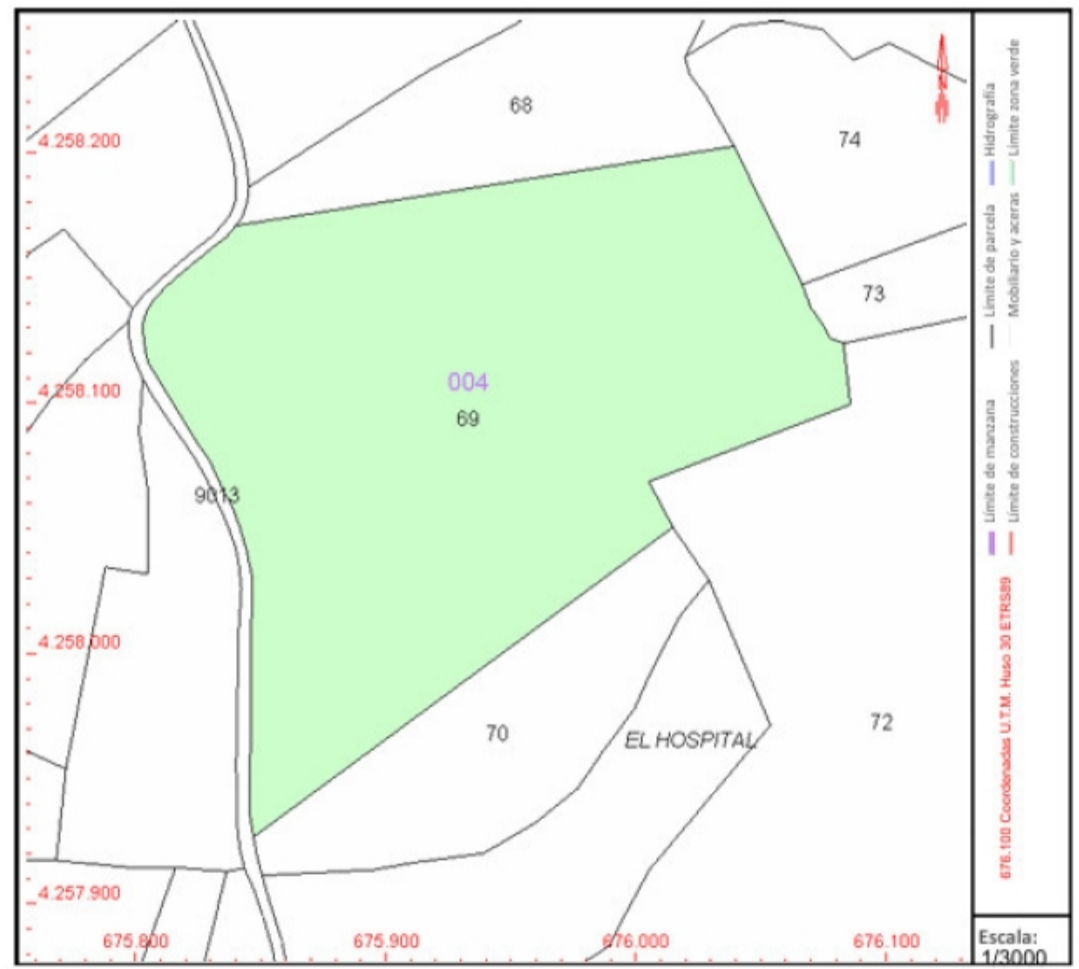 68
74
4.258.200
73
004
4.258.100
69
9013
4.258.000
70
72
EL HOSPITAL
4.257.900
675.800
675.900
676.000
676.100
Hidrografía
Límite zona verde
Límite de parcela
Mobiliario y aceras
Límite de manzana
Límite de construcciones
676.100 Coordenadas U.T.M. Huso 30 ETRS89
Escala:
1/3000